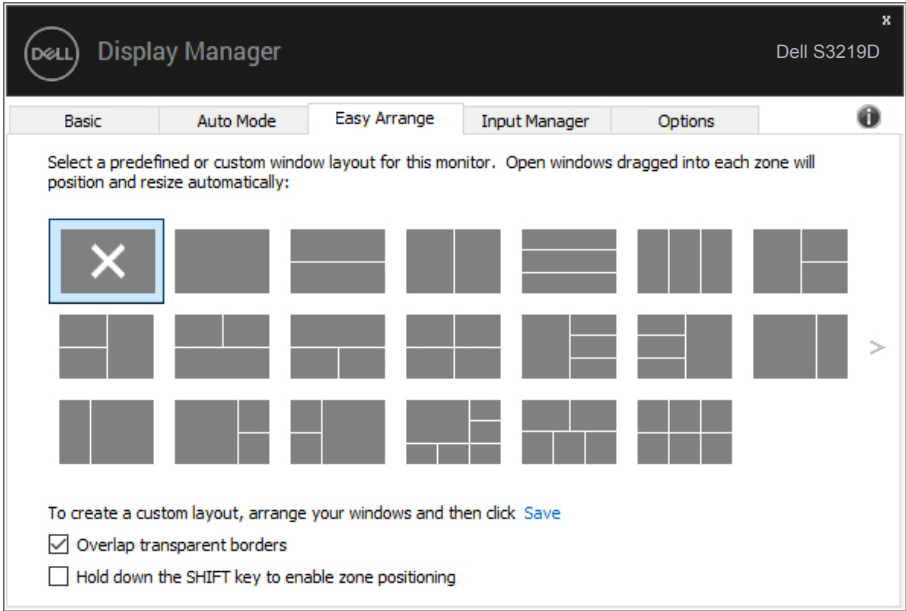 x
DELL Display Manager
Dell S3219D
Basic Auto Mode Easy Arrange Input Manager Options
Select a predefined or custom window layout for this monitor. Open windows dragged into each zone will
position and resize automatically:
>
To create a custom layout, arrange your windows and then click Save
Overlap transparent borders
Hold down the SHIFT key to enable zone positioning